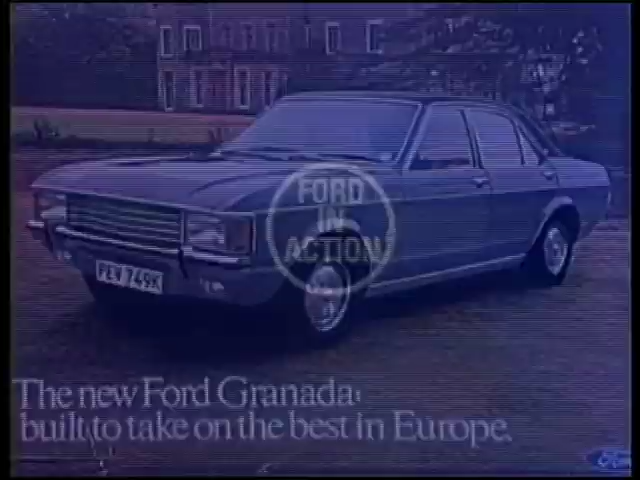 FORD
IN
ACTION
PEV 749K
The new Ford Granada:
built to take on the best in Europe.
Ford